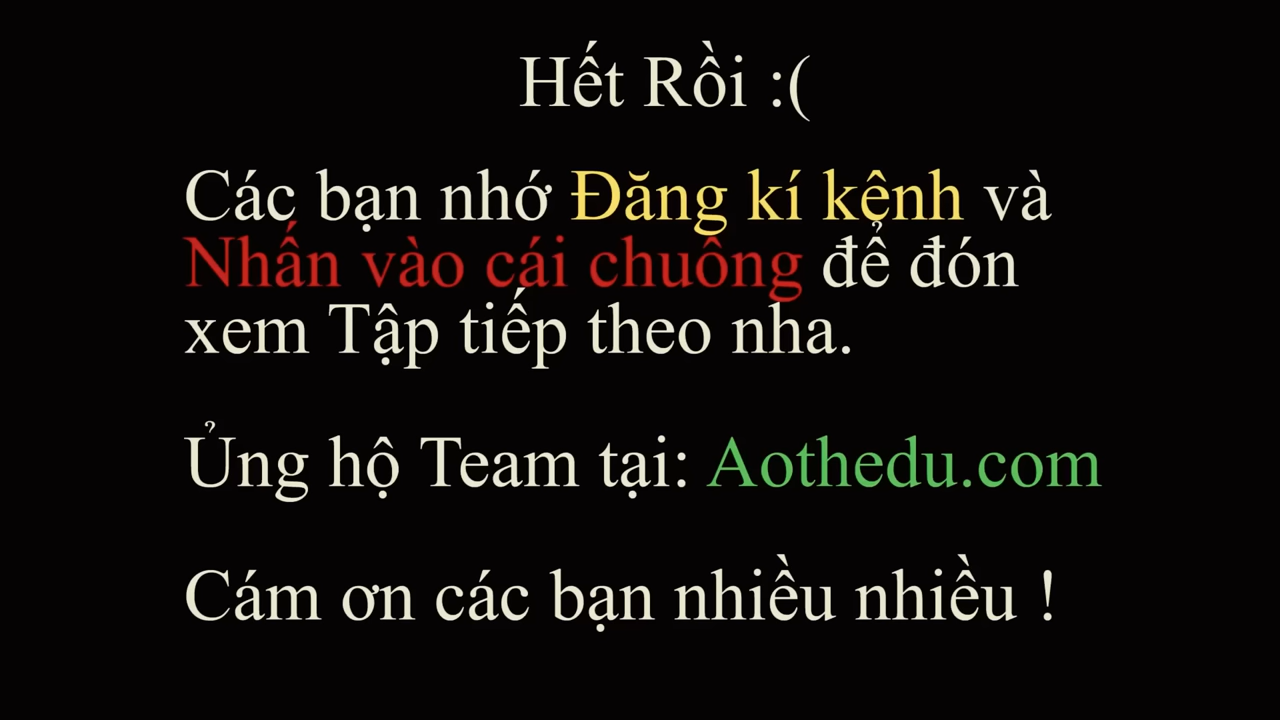 Hết Rồi :(
Các bạn nhớ Đăng kí kênh và
Nhấn vào cái chuông để đón
xem Tập tiếp theo nha.
Ủng hộ Team tại: Aothedu.com
Cám ơn các bạn nhiều nhiều !